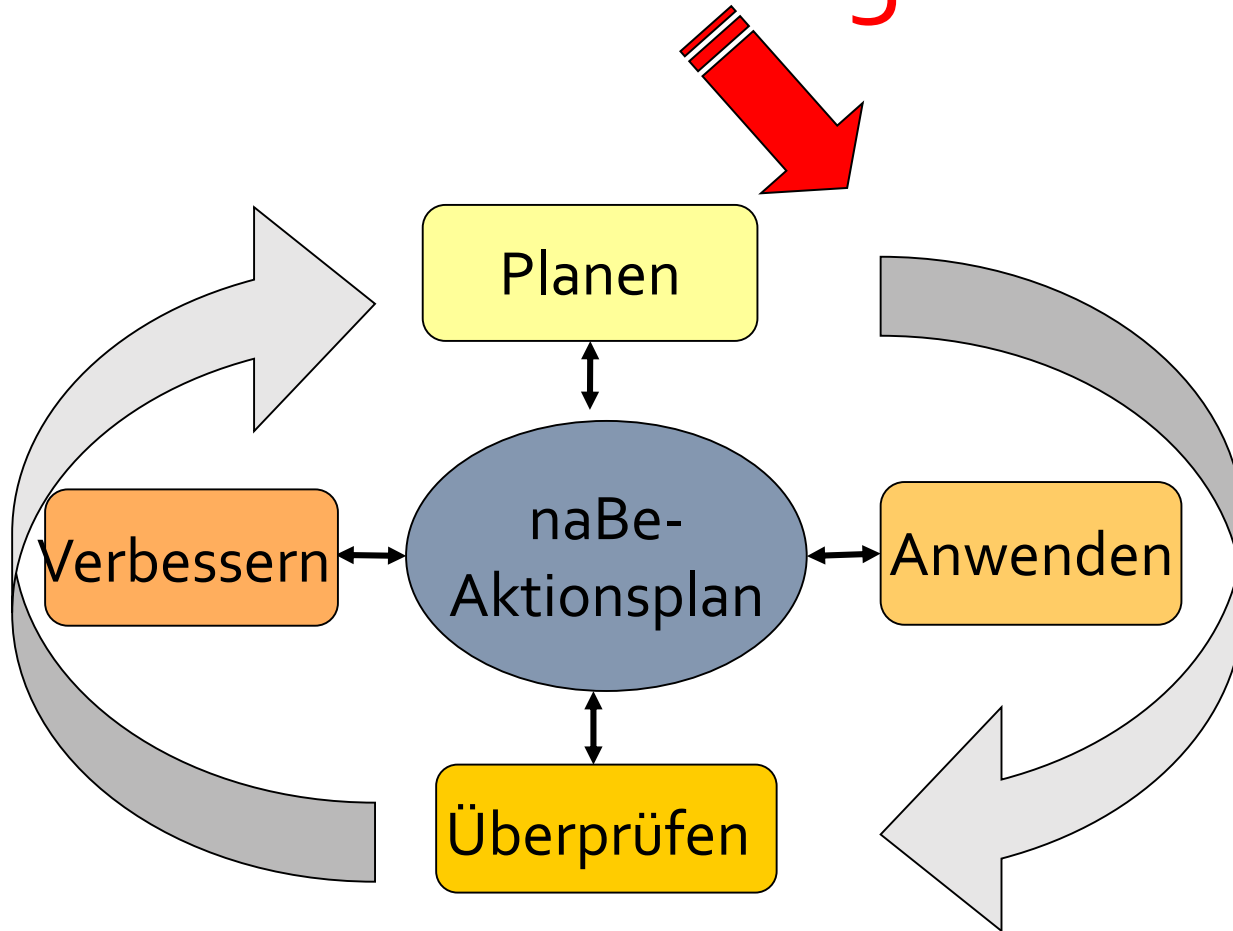 Planen
naBe-
Aktionsplan
Verbessern
Anwenden
Überprüfen